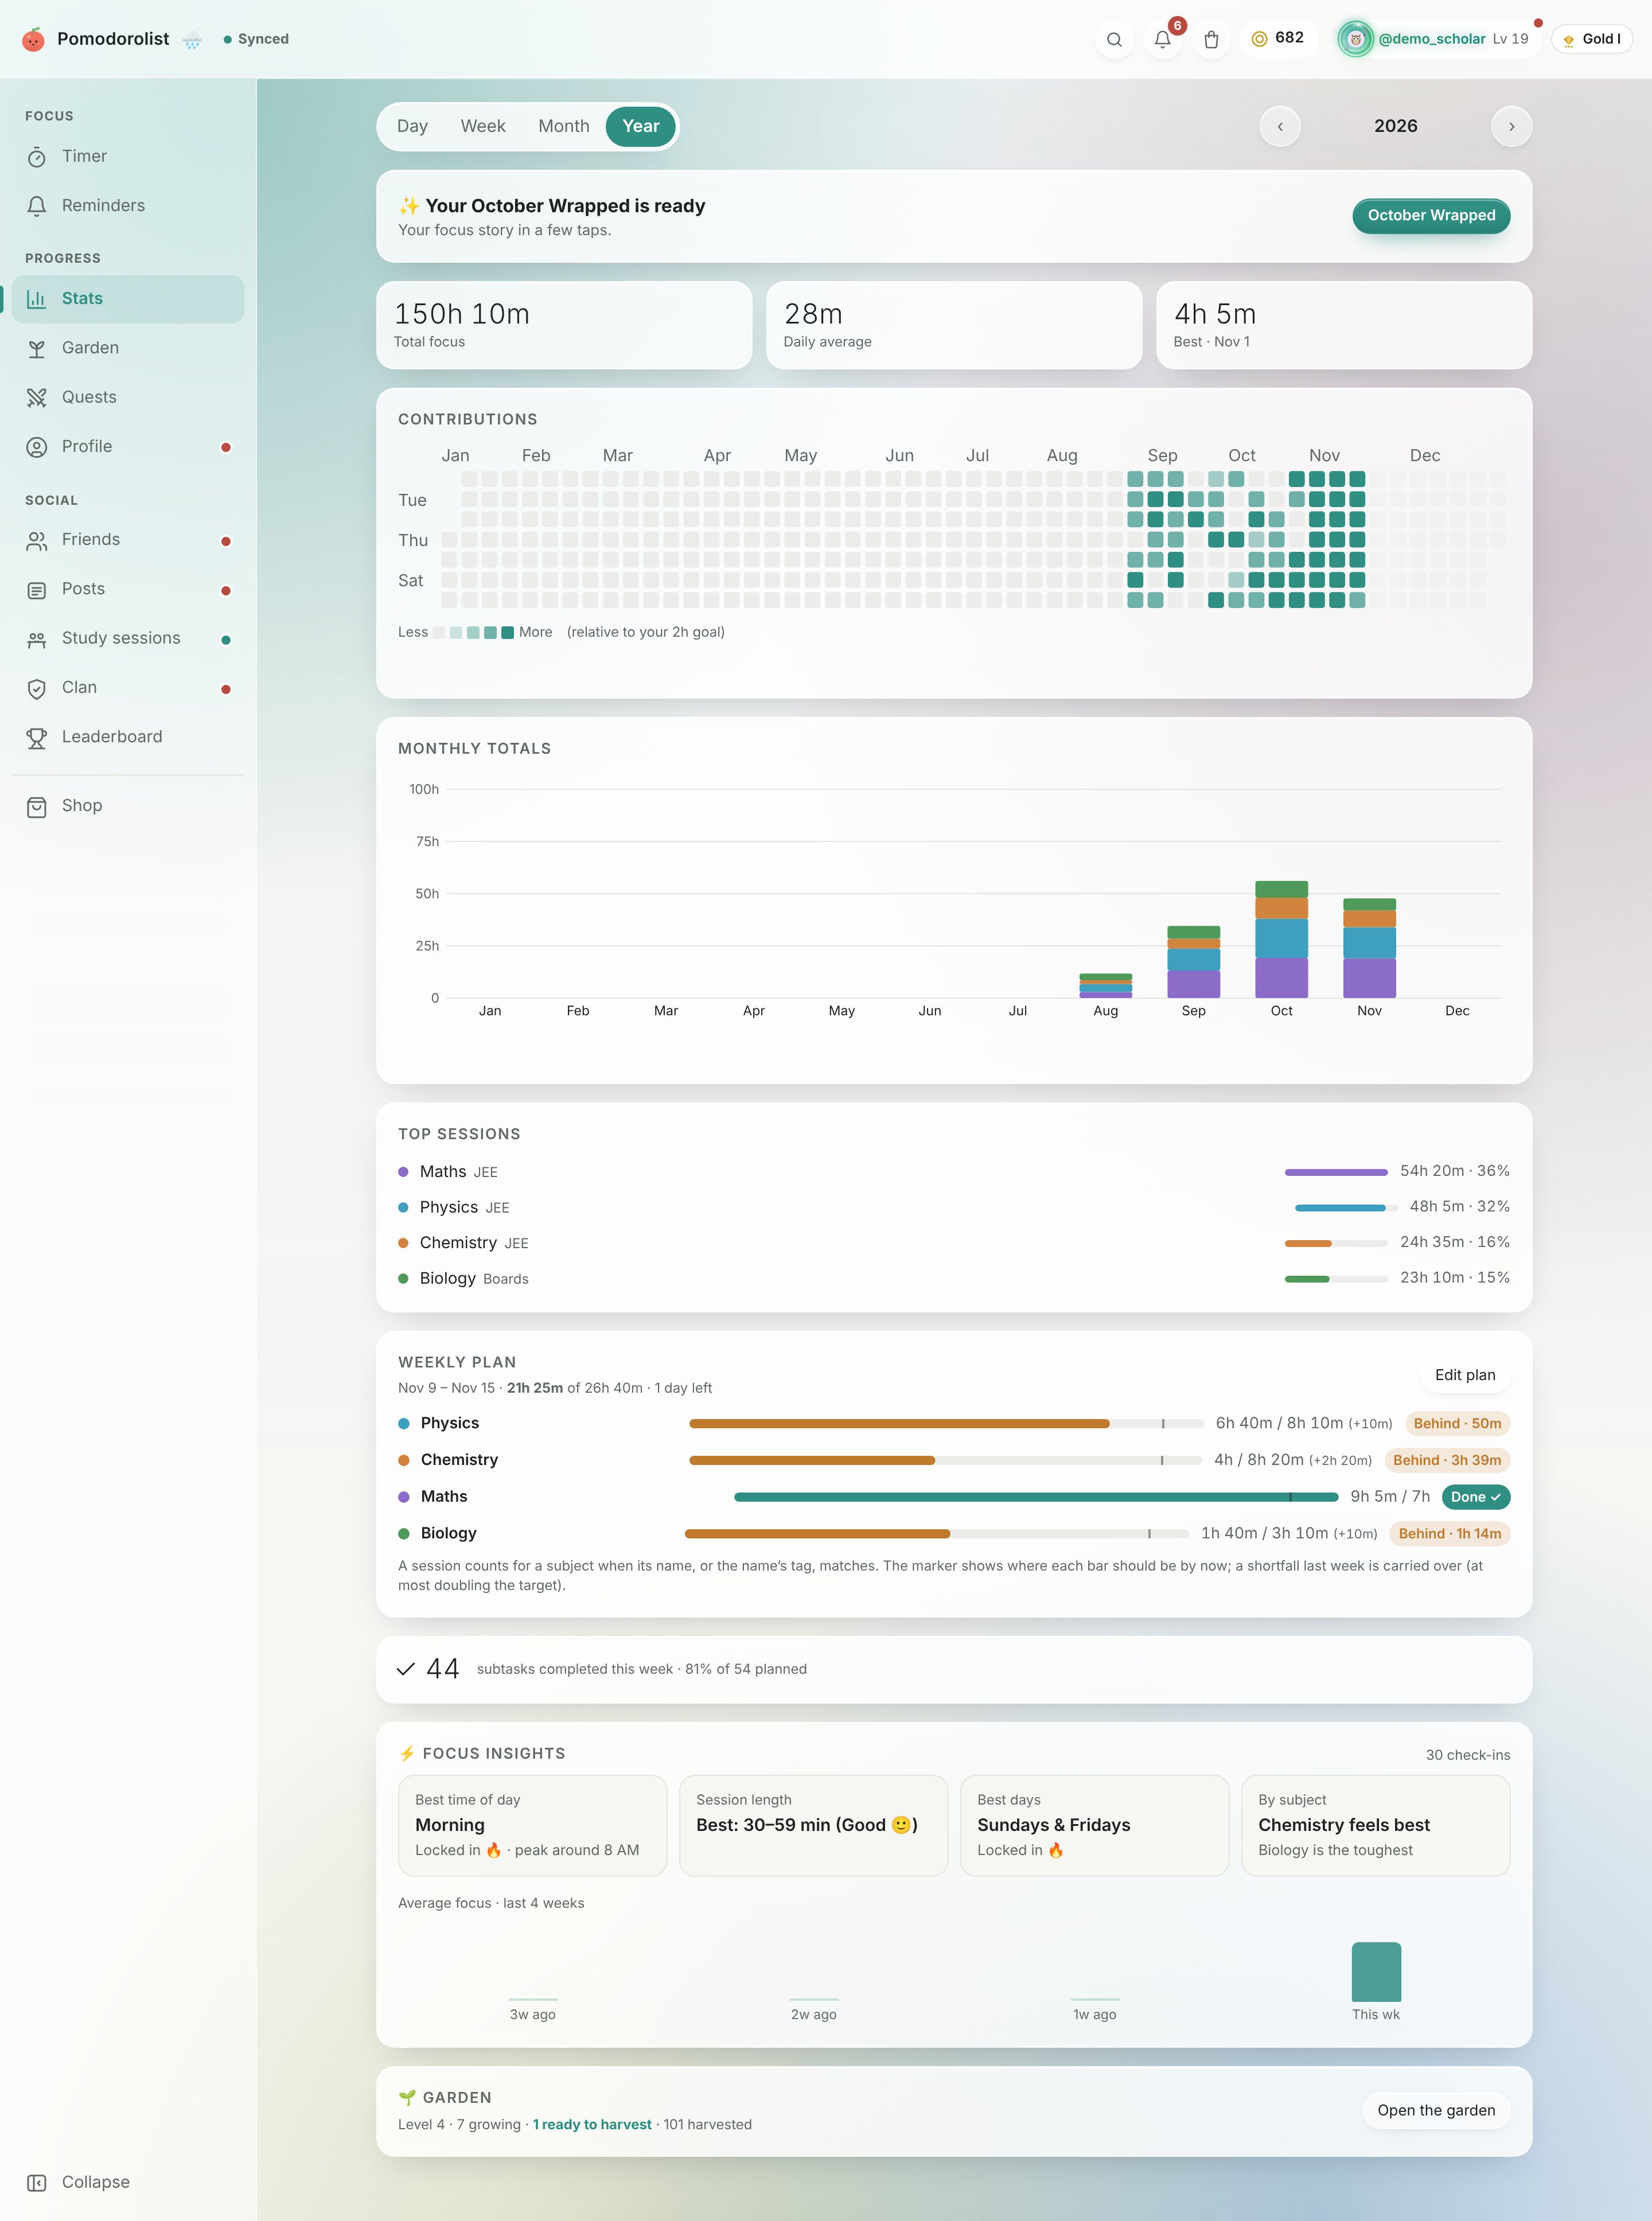 Pomodorolist
Synced
6
682
@demo_scholar Lv 19
Gold I
FOCUS
Timer
Reminders
PROGRESS
Stats
Garden
Quests
Profile
SOCIAL
Friends
Posts
Study sessions
Clan
Leaderboard
Shop
Collapse
Day Week Month Year
‹ 2026 ›
✨ Your October Wrapped is ready
Your focus story in a few taps.
October Wrapped
150h 10m
Total focus
28m
Daily average
4h 5m
Best · Nov 1
CONTRIBUTIONS
Jan Feb Mar Apr May Jun Jul Aug Sep Oct Nov Dec
Tue
Thu
Sat
Less More (relative to your 2h goal)
MONTHLY TOTALS
100h
75h
50h
25h
0
Jan Feb Mar Apr May Jun Jul Aug Sep Oct Nov Dec
TOP SESSIONS
Maths JEE 54h 20m · 36%
Physics JEE 48h 5m · 32%
Chemistry JEE 24h 35m · 16%
Biology Boards 23h 10m · 15%
WEEKLY PLAN
Nov 9 – Nov 15 · 21h 25m of 26h 40m · 1 day left
Edit plan
Physics 6h 40m / 8h 10m (+10m) Behind · 50m
Chemistry 4h / 8h 20m (+2h 20m) Behind · 3h 39m
Maths 9h 5m / 7h Done ✓
Biology 1h 40m / 3h 10m (+10m) Behind · 1h 14m
A session counts for a subject when its name, or the name’s tag, matches. The marker shows where each bar should be by now; a shortfall last week is carried over (at
most doubling the target).
44 subtasks completed this week · 81% of 54 planned
⚡ FOCUS INSIGHTS
30 check-ins
Best time of day
Morning
Locked in 🔥 · peak around 8 AM
Session length
Best: 30–59 min (Good 🙂)
Best days
Sundays & Fridays
Locked in 🔥
By subject
Chemistry feels best
Biology is the toughest
Average focus · last 4 weeks
3w ago 2w ago 1w ago This wk
🌱 GARDEN
Level 4 · 7 growing · 1 ready to harvest · 101 harvested
Open the garden